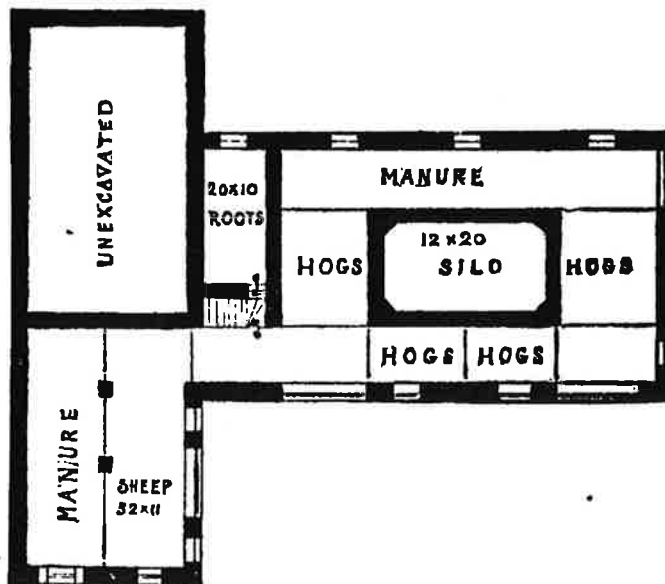 UNEXCAVATED
20X10
ROOTS
MANURE
HOGS
12 x 20
SILO
HOGS
HOGS
HOGS
MANURE
SHEEP
32x11